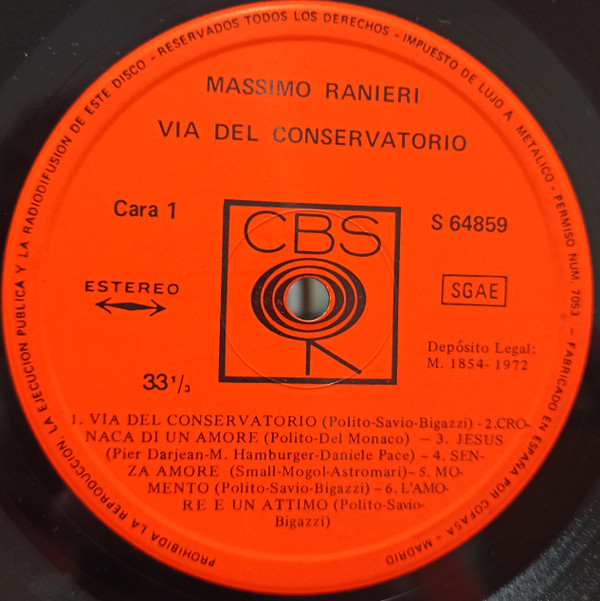 PROHIBIDA LA REPRODUCCION, LA EJECUCION PUBLICA Y LA RADIODIFUSION DE ESTE DISCO - RESERVADOS TODOS LOS DERECHOS - IMPUESTO DE LUJO A METALICO - PERMISO NUM. 7053 - FABRICADO EN ESPAÑA POR COFASA - MADRID
MASSIMO RANIERI
VIA DEL CONSERVATORIO
Cara 1
CBS
S 64859
ESTEREO
SGAE
Depósito Legal:
M. 1854-1972
33 1/3
1. VIA DEL CONSERVATORIO (Polito-Savio-Bigazzi) - 2.CRO-
NACA DI UN AMORE (Polito-Del Monaco) - 3. JESUS
(Pier Darjean-M. Hamburger-Daniele Pace) - 4. SEN-
ZA AMORE (Small-Mogol-Astromari)-5. MO-
MENTO (Polito-Savio-Bigazzi) -6. L'AMO-
RE E UN ATTIMO (Polito-Savio-
Bigazzi)